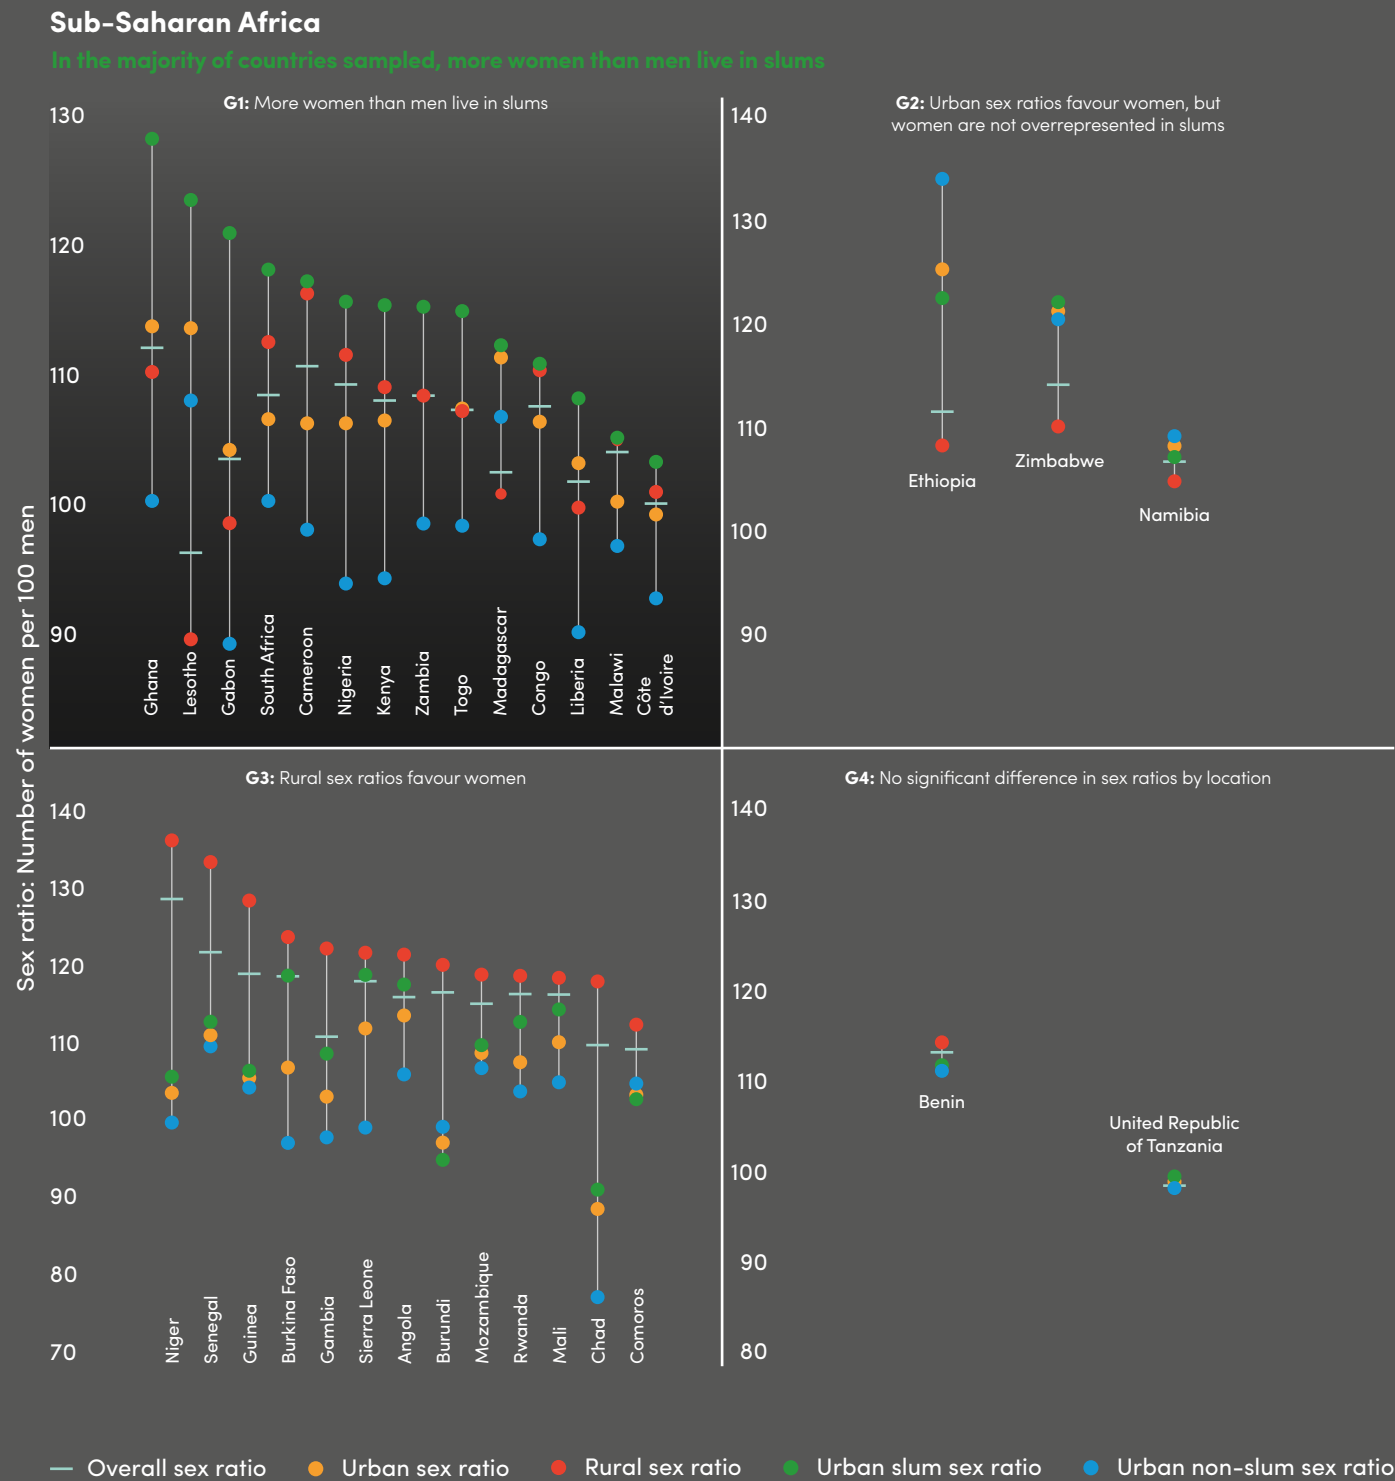 Sub-Saharan Africa
In the majority of countries sampled, more women than men live in slums
Sex ratio: Number of women per 100 men
G1: More women than men live in slums
130
120
110
100
90
Ghana
Lesotho
Gabon
South Africa
Cameroon
Nigeria
Kenya
Zambia
Togo
Madagascar
Congo
Liberia
Malawi
Côte
d'Ivoire
G2: Urban sex ratios favour women, but
women are not overrepresented in slums
140
130
120
110
100
90
Ethiopia
Zimbabwe
Namibia
G3: Rural sex ratios favour women
140
130
120
110
100
90
80
70
Niger
Senegal
Guinea
Burkina Faso
Gambia
Sierra Leone
Angola
Burundi
Mozambique
Rwanda
Mali
Chad
Comoros
G4: No significant difference in sex ratios by location
140
130
120
110
100
90
80
Benin
United Republic
of Tanzania
Overall sex ratio
Urban sex ratio
Rural sex ratio
Urban slum sex ratio
Urban non-slum sex ratio